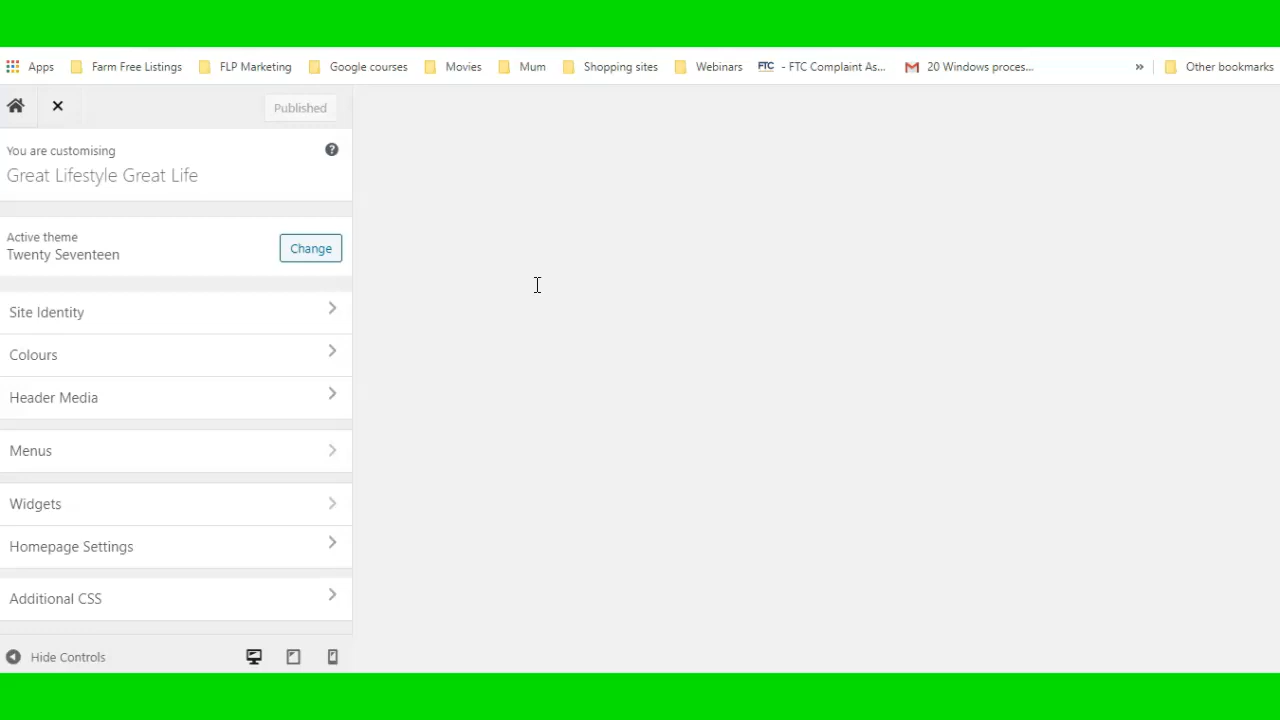 Apps Farm Free Listings FLP Marketing Google courses Movies Mum Shopping sites Webinars FTC - FTC Complaint As... 20 Windows proces... » Other bookmarks
Published
You are customising
Great Lifestyle Great Life
Active theme
Twenty Seventeen
Change
Site Identity
Colours
Header Media
Menus
Widgets
Homepage Settings
Additional CSS
Hide Controls